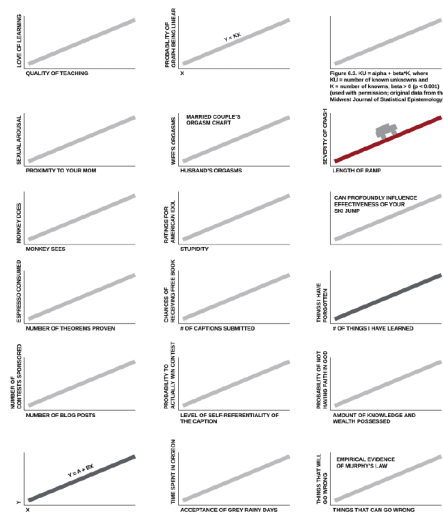 LOVE OF LEARNING
QUALITY OF TEACHING
PROBABILITY OF
GRAPH BEING LINEAR
Y = KX
X
Figure 6.3. KU = alpha + beta*K, where
KU = number of known unknowns and
K = number of knowns, beta > 0 (p < 0.001)
(used with permission; original data from the
Midwest Journal of Statistical Epistemology
SEXUAL AROUSAL
PROXIMITY TO YOUR MOM
WIFE'S ORGASMS
MARRIED COUPLE'S
ORGASM CHART
HUSBAND'S ORGASMS
SEVERITY OF CRASH
LENGTH OF RAMP
MONKEY DOES
MONKEY SEES
RATINGS FOR
AMERICAN IDOL
STUPIDITY
CAN PROFOUNDLY INFLUENCE
EFFECTIVENESS OF YOUR
SKI JUMP
ESPRESSO CONSUMED
NUMBER OF THEOREMS PROVEN
CHANCES OF
RECEIVING FREE BOOK
# OF CAPTIONS SUBMITTED
THINGS I HAVE
FORGOTTEN
# OF THINGS I HAVE LEARNED
NUMBER OF
CONTESTS SPONSORED
NUMBER OF BLOG POSTS
PROBABILITY TO
ACTUALLY WIN CONTEST
LEVEL OF SELF-REFERENTIALITY OF
THE CAPTION
PROBABILITY OF NOT
HAVING FAITH IN GOD
AMOUNT OF KNOWLEDGE AND
WEALTH POSSESSED
Y
Y = A + BX
X
TIME SPENT IN OREGON
ACCEPTANCE OF GREY RAINY DAYS
THINGS THAT WILL
GO WRONG
EMPIRICAL EVIDENCE
OF MURPHY'S LAW
THINGS THAT CAN GO WRONG